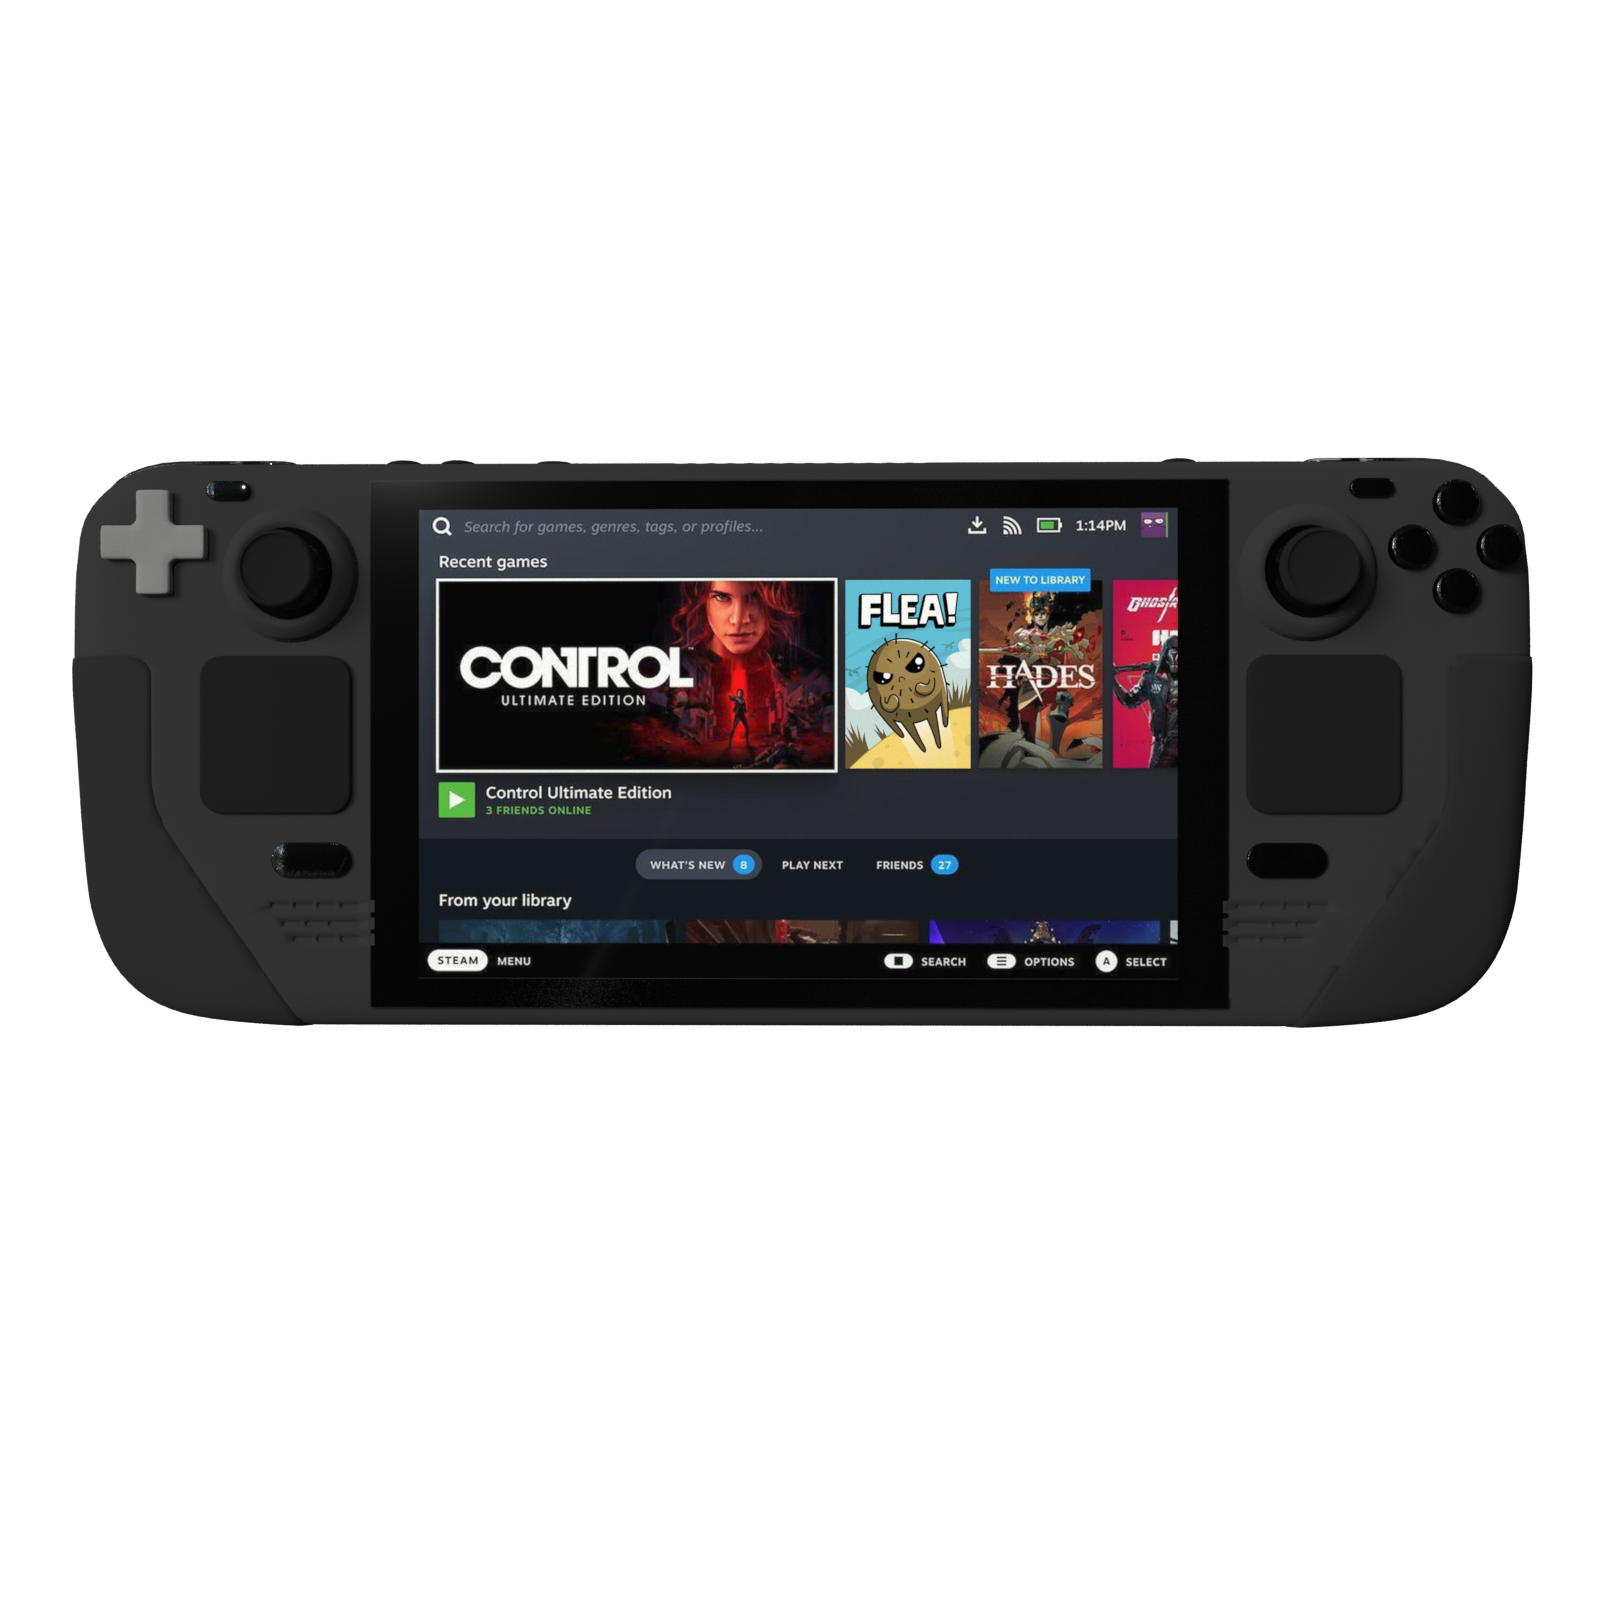 Search for games, genres, tags, or profiles...
1:14PM
Recent games
CONTROL
ULTIMATE EDITION
FLEA!
NEW TO LIBRARY
HADES
Control Ultimate Edition
3 FRIENDS ONLINE
WHAT'S NEW 8 PLAY NEXT FRIENDS 27
From your library
STEAM MENU SEARCH OPTIONS A SELECT